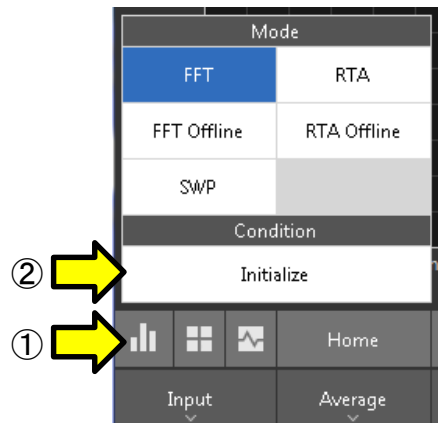 Mode
FFT RTA
FFT Offline RTA Offline
SWP
Condition
② Initialize
① Home
Input Average